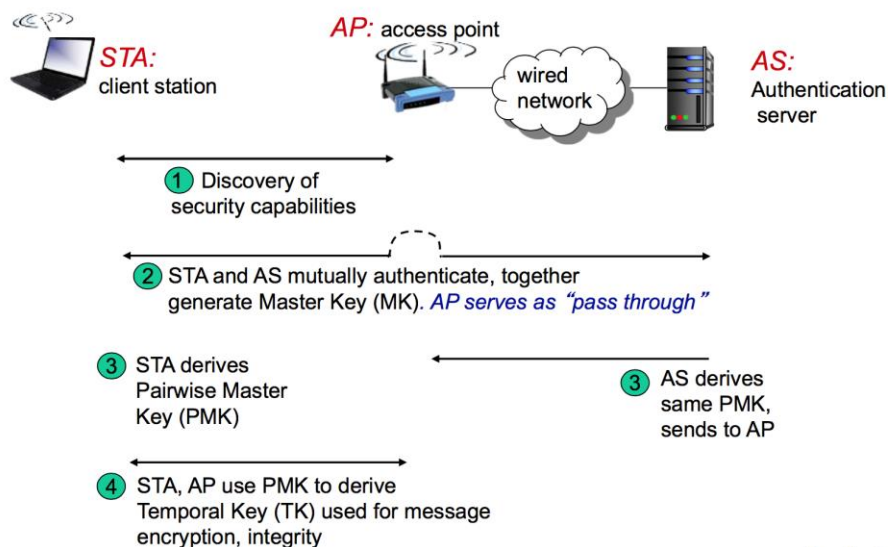 STA:
client station
AP: access point
wired
network
AS:
Authentication
server
1 Discovery of
security capabilities
2 STA and AS mutually authenticate, together
generate Master Key (MK). AP serves as “pass through”
3 STA derives
Pairwise Master
Key (PMK)
3 AS derives
same PMK,
sends to AP
4 STA, AP use PMK to derive
Temporal Key (TK) used for message
encryption, integrity